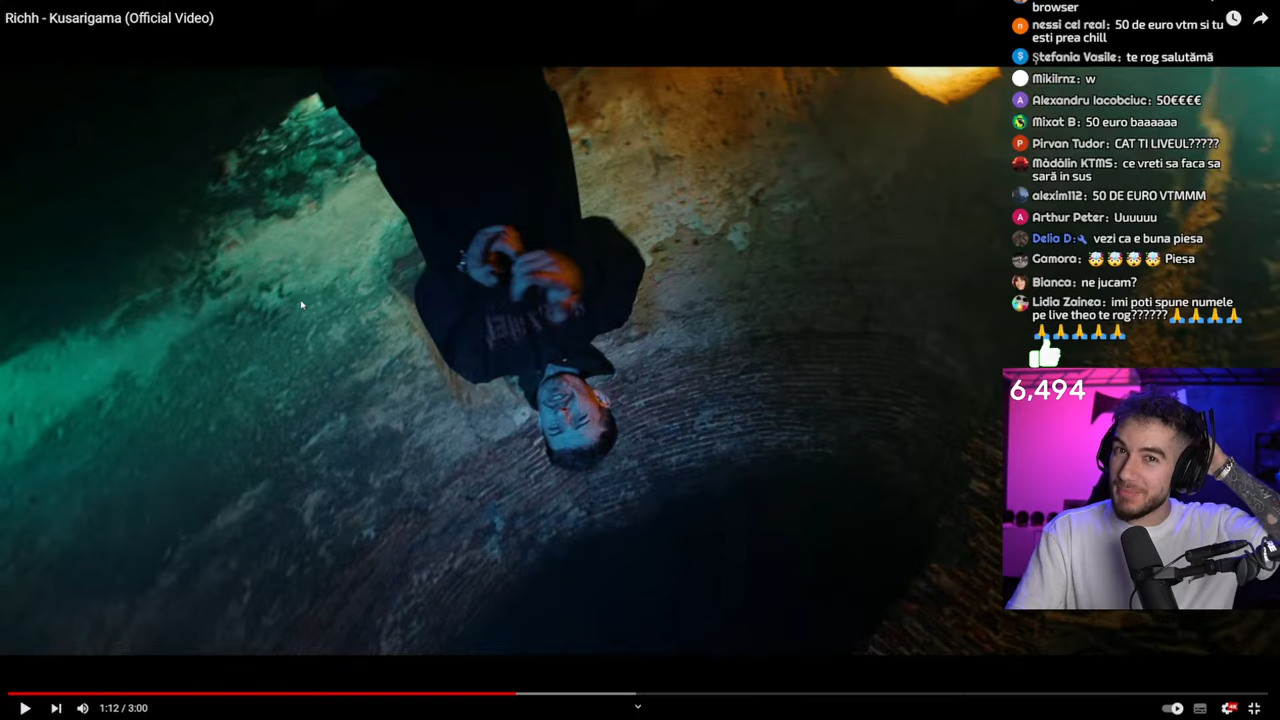 Richh - Kusarigama (Official Video)
browser
nessi cel real: 50 de euro vtm si tu
esti prea chill
Ștefania Vasile: te rog salutămă
Mikilrnz: w
Alexandru Iacobciuc: 50€€€€
Mixat B: 50 euro baaaaaa
Pirvan Tudor: CAT TI LIVEUL?????
Mădălin KTMS: ce vreti sa faca sa
sară in sus
alexim112: 50 DE EURO VTMMM
Arthur Peter: Uuuuuu
Delia D: vezi ca e buna piesa
Gamora: 🤯🤯🤯🤯 Piesa
Bianca: ne jucam?
Lidia Zainea: imi poti spune numele
pe live theo te rog??????🙏🙏🙏🙏
🙏🙏🙏🙏🙏
6,494
1:12 / 3:00